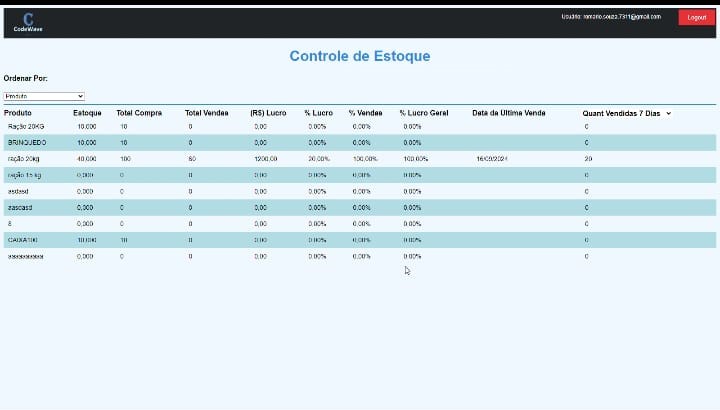 C
CodeWave
Usuário: romario.souza.7311@gmail.com
Logout
Controle de Estoque
Ordenar Por:
Produto
Produto Estoque Total Compra Total Vendas (R$) Lucro % Lucro % Vendas % Lucro Geral Data da Última Venda Quant Vendidas 7 Dias
Ração 20KG 10,000 10 0 0,00 0,00% 0,00% 0,00% 0
BRINQUEDO 10,000 10 0 0,00 0,00% 0,00% 0,00% 0
ração 20kg 40,000 100 60 1200,00 20,00% 100,00% 100,00% 16/09/2024 20
ração 15 kg 0,000 0 0 0,00 0,00% 0,00% 0,00% 0
asdasd 0,000 0 0 0,00 0,00% 0,00% 0,00% 0
aasdasd 0,000 0 0 0,00 0,00% 0,00% 0,00% 0
0,000 0 0 0,00 0,00% 0,00% 0,00% 0
CAIXA100 10,000 10 0 0,00 0,00% 0,00% 0,00% 0
0,000 0 0 0,00 0,00% 0,00% 0,00% 0